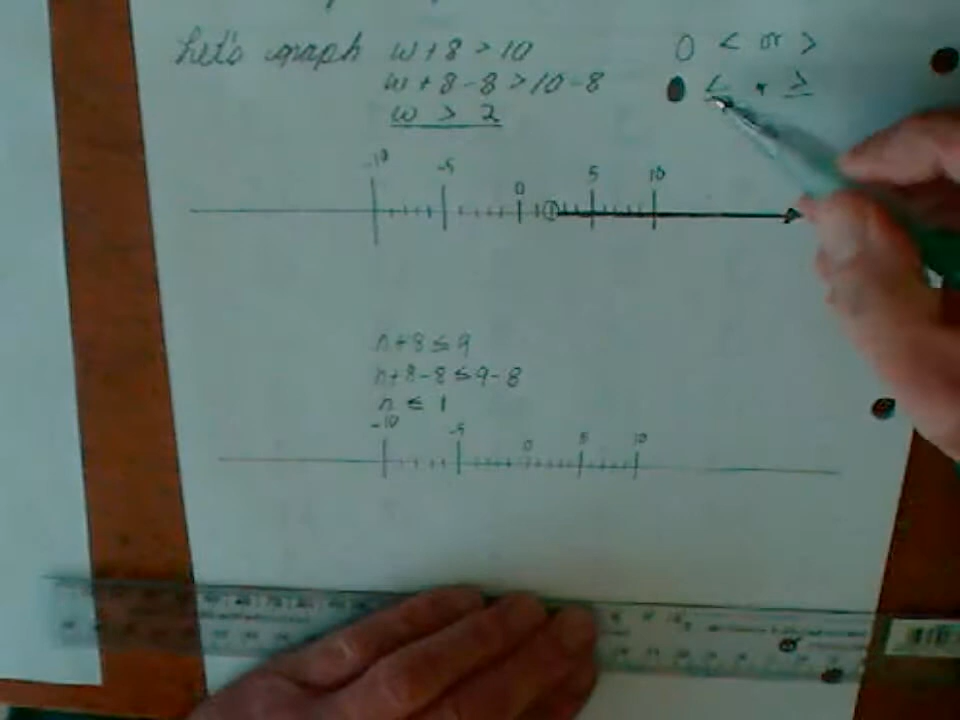 Let's graph w + 8 > 10
w + 8 - 8 > 10 - 8
w > 2
O < or >
● ≤ or ≥
-10 -5 0 5 10
n + 8 ≤ 9
n + 8 - 8 ≤ 9 - 8
n ≤ 1
-10 -5 0 5 10